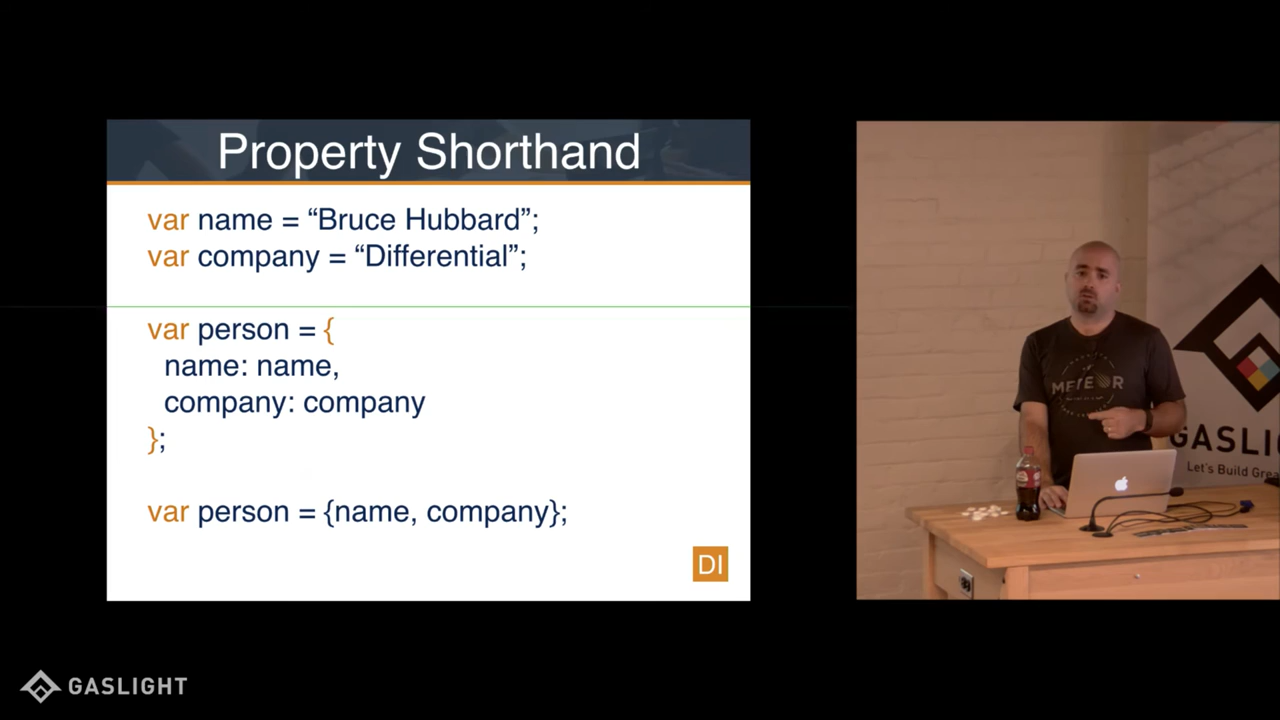 Property Shorthand
var name = “Bruce Hubbard”;
var company = “Differential”;
var person = {
name: name,
company: company
};
var person = {name, company};
DI
METEOR
GASLI
Let's Build Grea
GASLIGHT